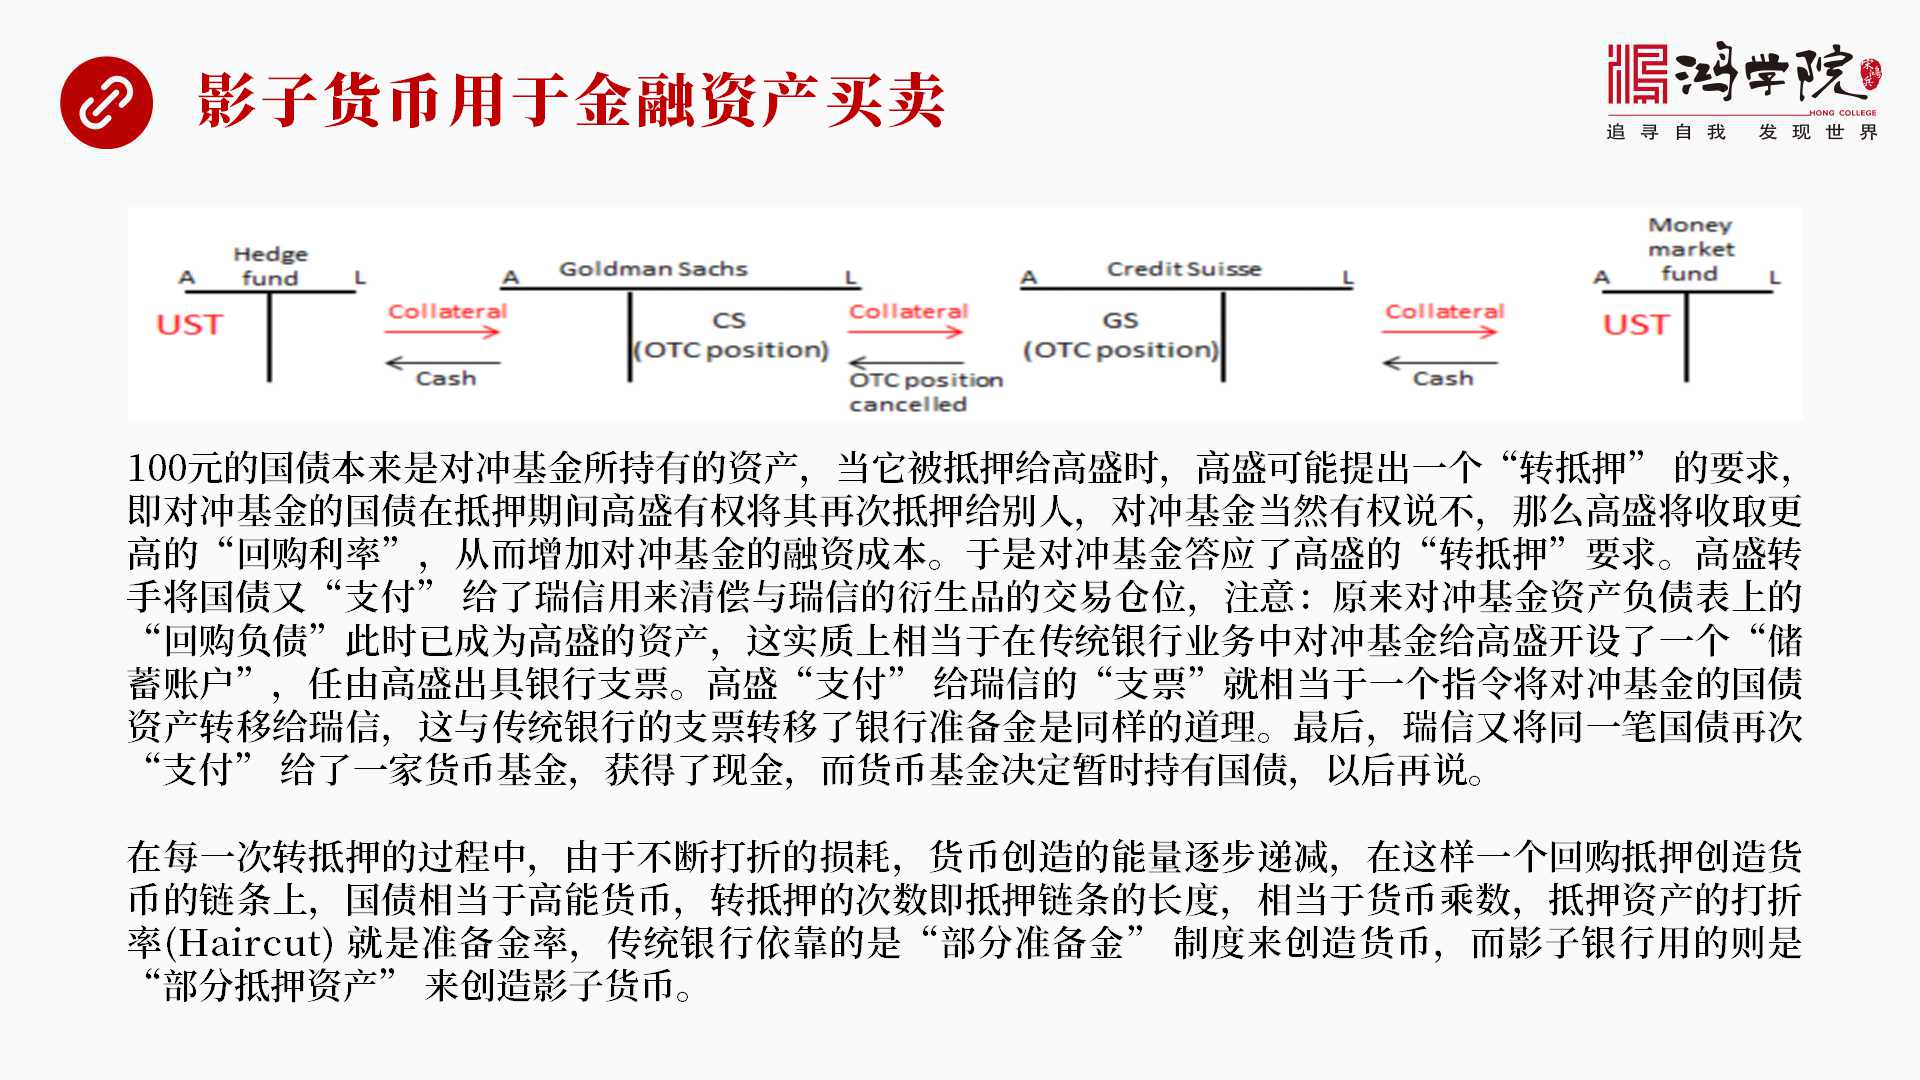 影子货币用于金融资产买卖
鸿学院
宋鸿兵
HONG COLLEGE
追寻自我 发现世界
A Hedge fund L
UST
Collateral
Cash
A Goldman Sachs L
CS
(OTC position)
Collateral
OTC position
cancelled
A Credit Suisse L
GS
(OTC position)
Collateral
Cash
Money
market
A fund L
UST
100元的国债本来是对冲基金所持有的资产，当它被抵押给高盛时，高盛可能提出一个“转抵押” 的要求，
即对冲基金的国债在抵押期间高盛有权将其再次抵押给别人，对冲基金当然有权说不，那么高盛将收取更
高的“回购利率”，从而增加对冲基金的融资成本。于是对冲基金答应了高盛的“转抵押”要求。高盛转
手将国债又“支付” 给了瑞信用来清偿与瑞信的衍生品的交易仓位，注意：原来对冲基金资产负债表上的
“回购负债”此时已成为高盛的资产，这实质上相当于在传统银行业务中对冲基金给高盛开设了一个“储
蓄账户”，任由高盛出具银行支票。高盛“支付” 给瑞信的“支票”就相当于一个指令将对冲基金的国债
资产转移给瑞信，这与传统银行的支票转移了银行准备金是同样的道理。最后，瑞信又将同一笔国债再次
“支付” 给了一家货币基金，获得了现金，而货币基金决定暂时持有国债，以后再说。
在每一次转抵押的过程中，由于不断打折的损耗，货币创造的能量逐步递减，在这样一个回购抵押创造货
币的链条上，国债相当于高能货币，转抵押的次数即抵押链条的长度，相当于货币乘数，抵押资产的打折
率(Haircut) 就是准备金率，传统银行依靠的是“部分准备金” 制度来创造货币，而影子银行用的则是
“部分抵押资产” 来创造影子货币。